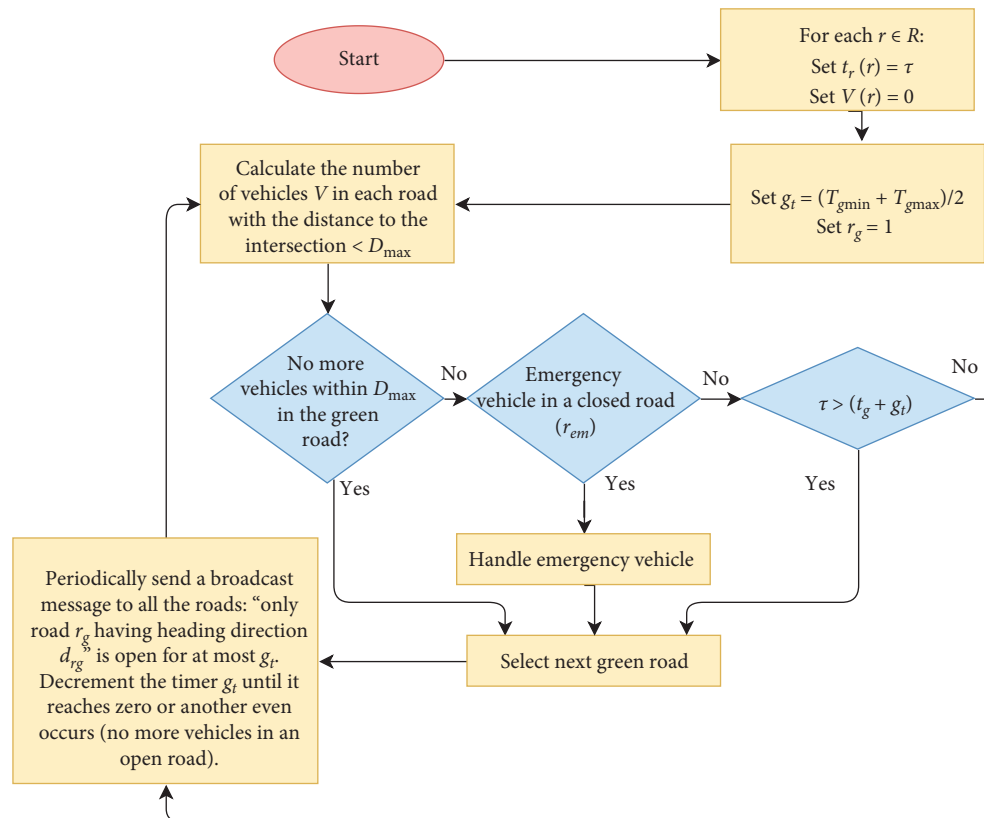 Start
For each r ∈ R:
Set t_r (r) = τ
Set V (r) = 0
Set g_t = (T_gmin + T_gmax)/2
Set r_g = 1
Calculate the number
of vehicles V in each road
with the distance to the
intersection < D_max
No more
vehicles within D_max
in the green
road?
No
Yes
Emergency
vehicle in a closed road
(r_em)
No
Yes
τ > (t_g + g_t)
No
Yes
Handle emergency vehicle
Select next green road
Periodically send a broadcast
message to all the roads: “only
road r_g having heading direction
d_rg” is open for at most g_t.
Decrement the timer g_t until it
reaches zero or another even
occurs (no more vehicles in an
open road).